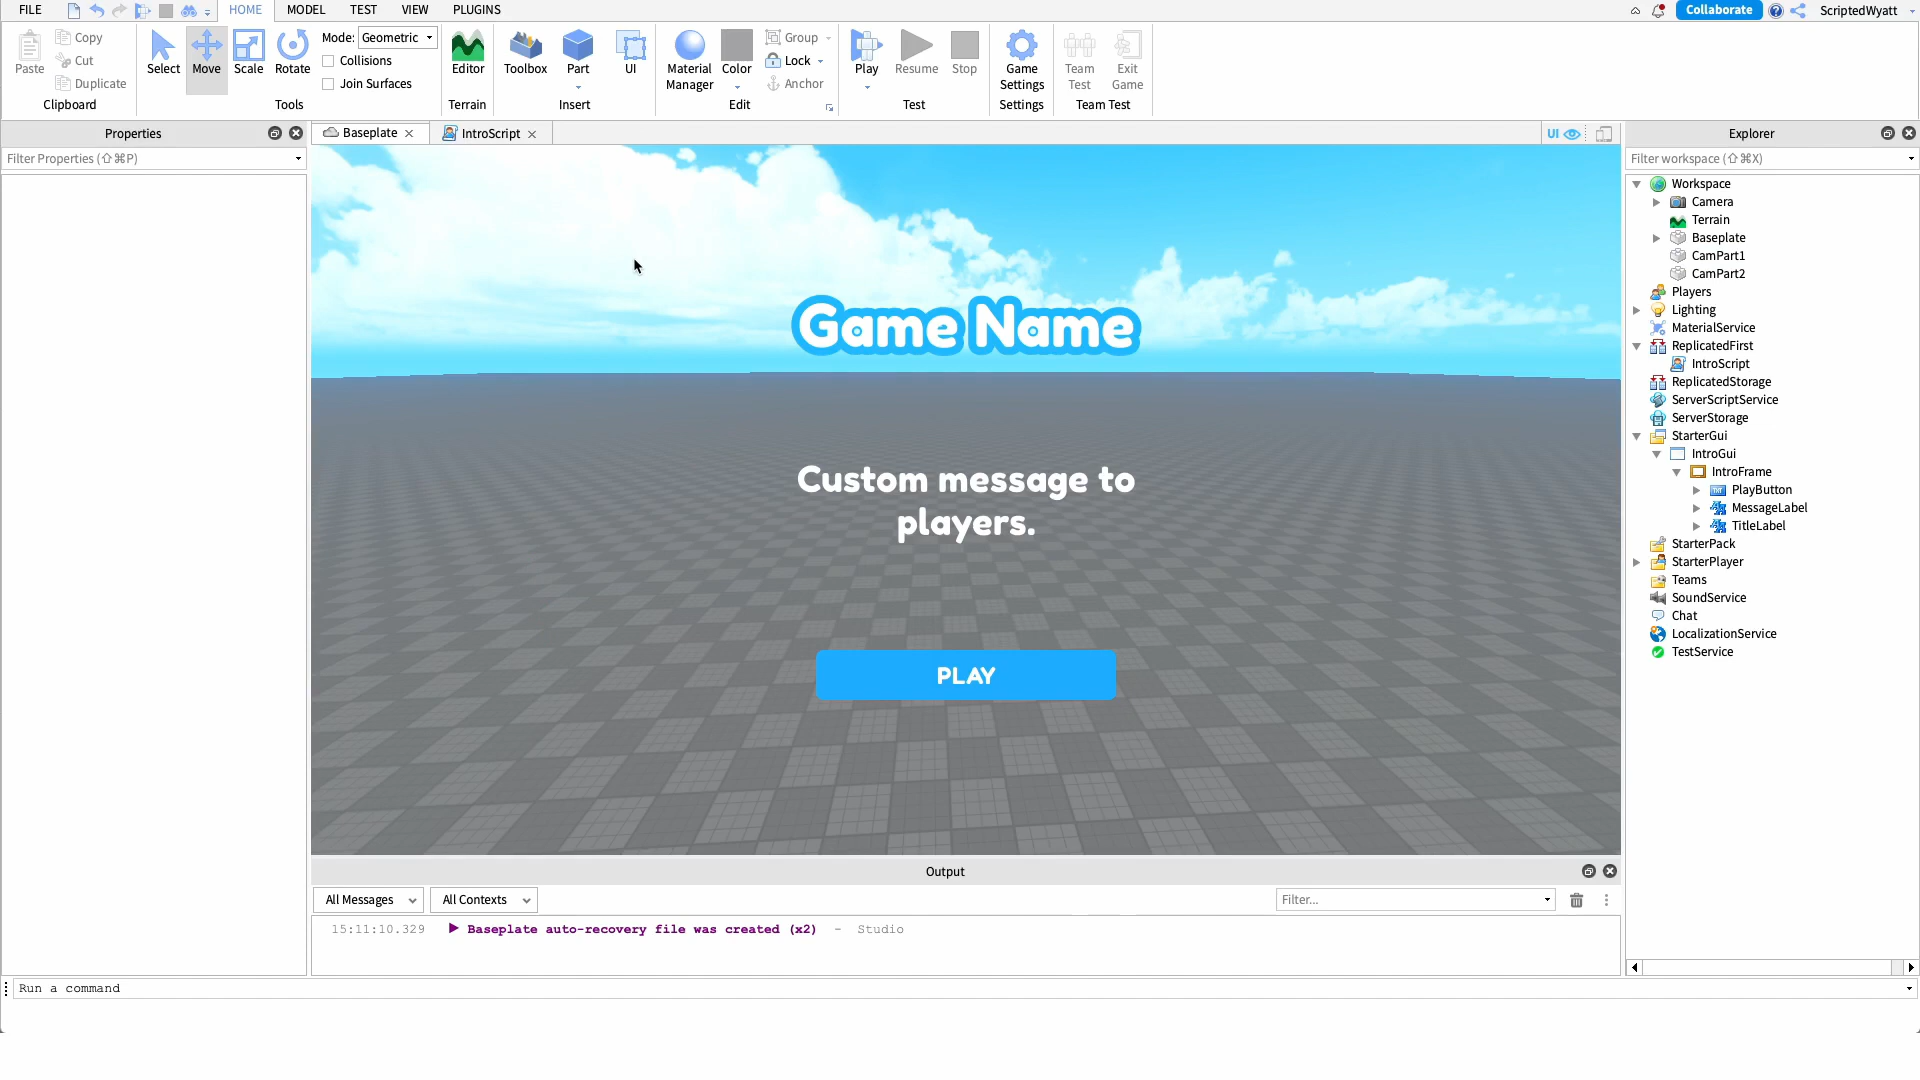 FILE
HOME
MODEL
TEST
VIEW
PLUGINS
Collaborate
ScriptedWyatt
Paste
Copy
Cut
Duplicate
Clipboard
Select
Move
Scale
Rotate
Mode: Geometric
Collisions
Join Surfaces
Tools
Editor
Terrain
Toolbox
Part
UI
Insert
Material
Manager
Color
Group
Lock
Anchor
Edit
Play
Resume
Stop
Test
Game
Settings
Settings
Team
Test
Exit
Game
Team Test
Properties
Filter Properties (⇧⌘P)
Baseplate
IntroScript
UI
Game Name
Custom message to
players.
PLAY
Output
All Messages
All Contexts
Filter...
15:11:10.329 Baseplate auto-recovery file was created (x2) - Studio
Run a command
Explorer
Filter workspace (⇧⌘X)
Workspace
Camera
Terrain
Baseplate
CamPart1
CamPart2
Players
Lighting
MaterialService
ReplicatedFirst
IntroScript
ReplicatedStorage
ServerScriptService
ServerStorage
StarterGui
IntroGui
IntroFrame
PlayButton
MessageLabel
TitleLabel
StarterPack
StarterPlayer
Teams
SoundService
Chat
LocalizationService
TestService